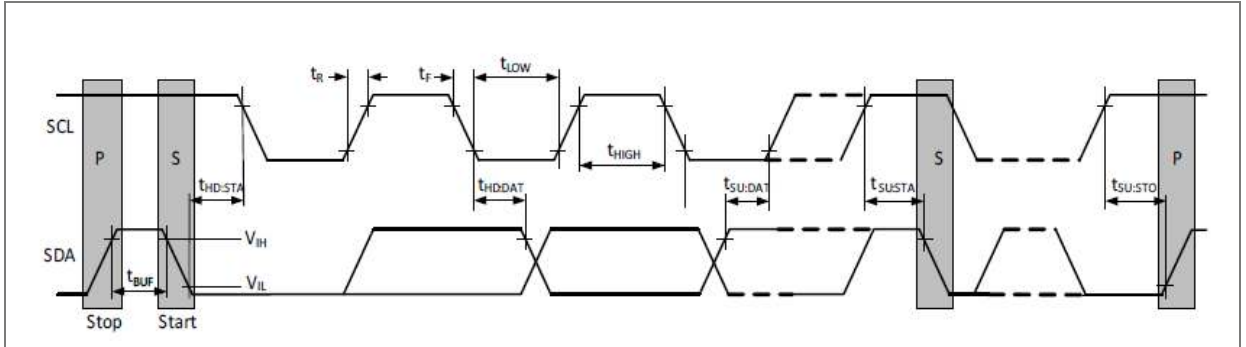 tR
tF
tLOW
SCL
P
S
tHIGH
S
P
tHD:STA
tHD:DAT
tSU:DAT
tSU:STA
tSU:STO
VIH
SDA
tBUF
VIL
Stop
Start